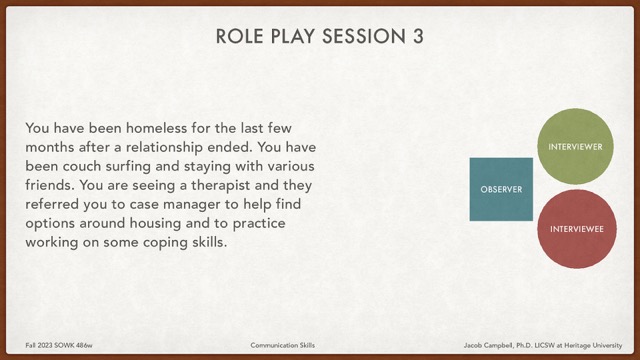 ROLE PLAY SESSION 3
You have been homeless for the last few
months after a relationship ended. You have
been couch surfing and staying with various
friends. You are seeing a therapist and they
referred you to case manager to help find
options around housing and to practice
working on some coping skills.
INTERVIEWER
OBSERVER
INTERVIEWEE
Fall 2023 SOWK 486w
Communication Skills
Jacob Campbell, Ph.D. LICSW at Heritage University